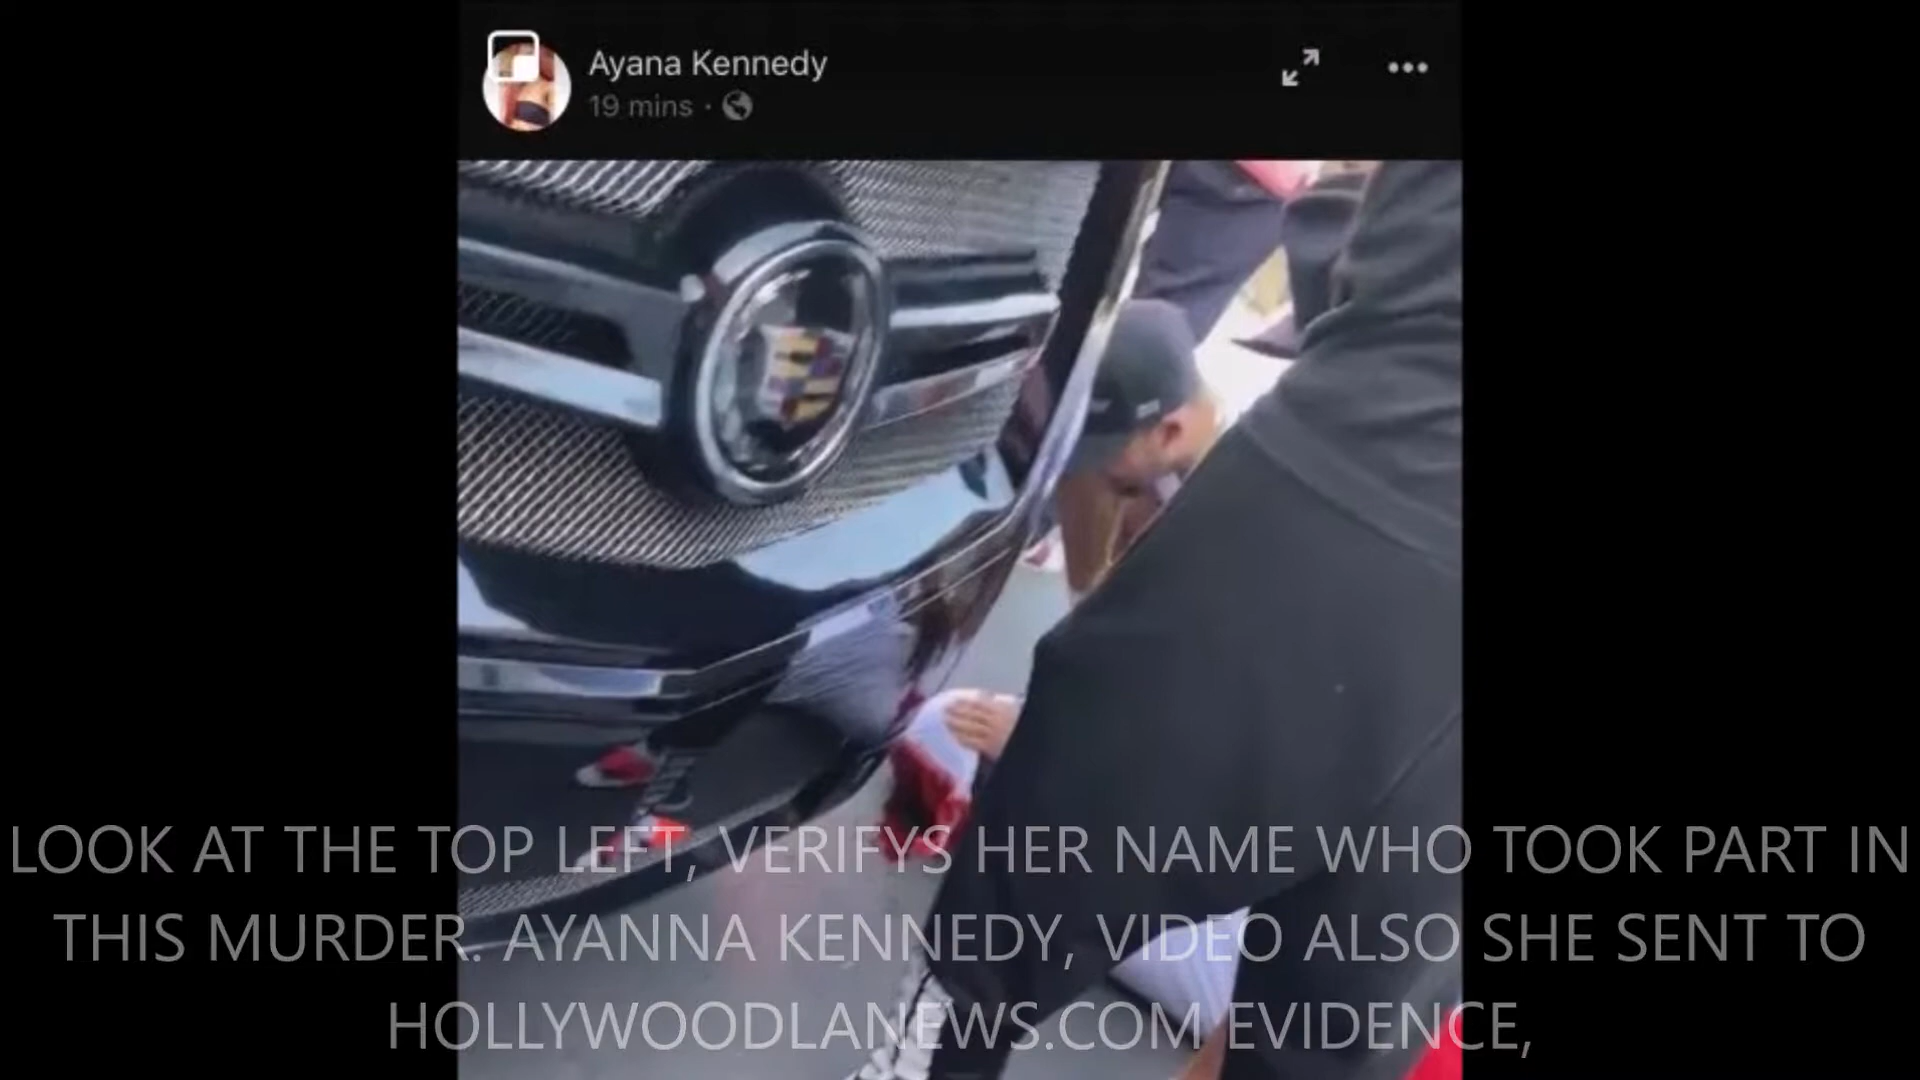 Ayana Kennedy
19 mins ·
LOOK AT THE TOP LEFT, VERIFYS HER NAME WHO TOOK PART IN
THIS MURDER. AYANNA KENNEDY, VIDEO ALSO SHE SENT TO
HOLLYWOODLANEWS.COM EVIDENCE,